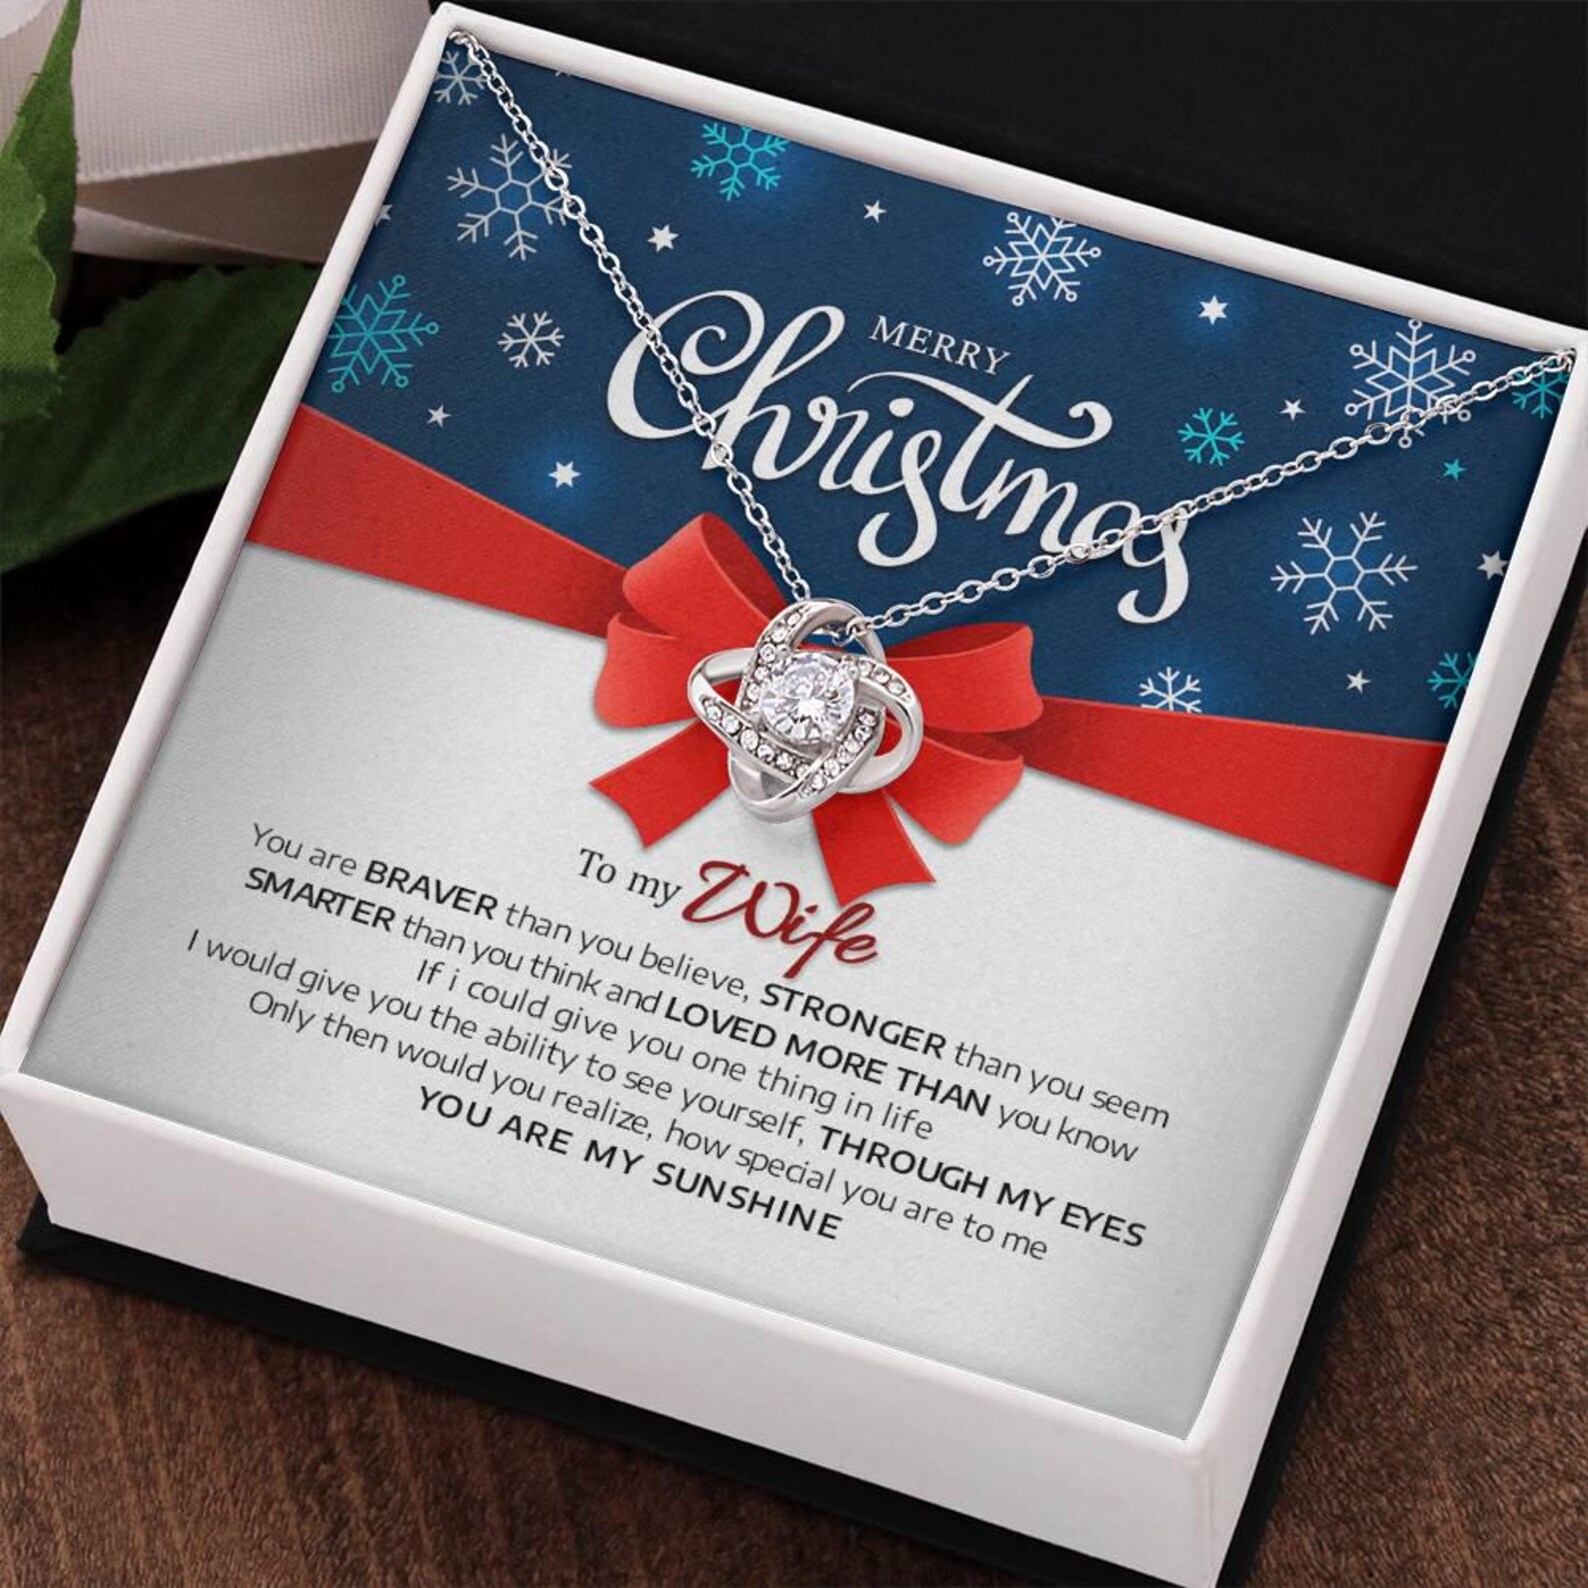 MERRY
Christmas
To my Wife
You are BRAVER than you believe, STRONGER than you seem
SMARTER than you think and LOVED MORE THAN you know
If i could give you one thing in life
I would give you the ability to see yourself, THROUGH MY EYES
Only then would you realize, how special you are to me
YOU ARE MY SUNSHINE